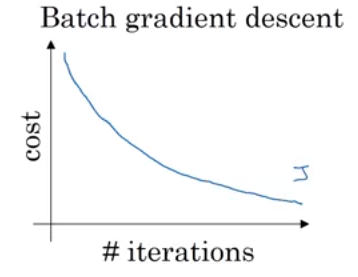 Batch gradient descent
cost
J
# iterations